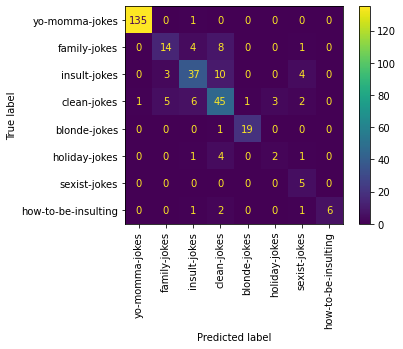 True label
yo-momma-jokes 135 0 1 0 0 0 0 0
family-jokes 0 14 4 8 0 0 1 0
insult-jokes 0 3 37 10 0 0 4 0
clean-jokes 1 5 6 45 1 3 2 0
blonde-jokes 0 0 0 1 19 0 0 0
holiday-jokes 0 0 1 4 0 2 1 0
sexist-jokes 0 0 0 0 0 0 5 0
how-to-be-insulting 0 0 1 2 0 0 1 6
yo-momma-jokes
family-jokes
insult-jokes
clean-jokes
blonde-jokes
holiday-jokes
sexist-jokes
how-to-be-insulting
Predicted label
120
100
80
60
40
20
0